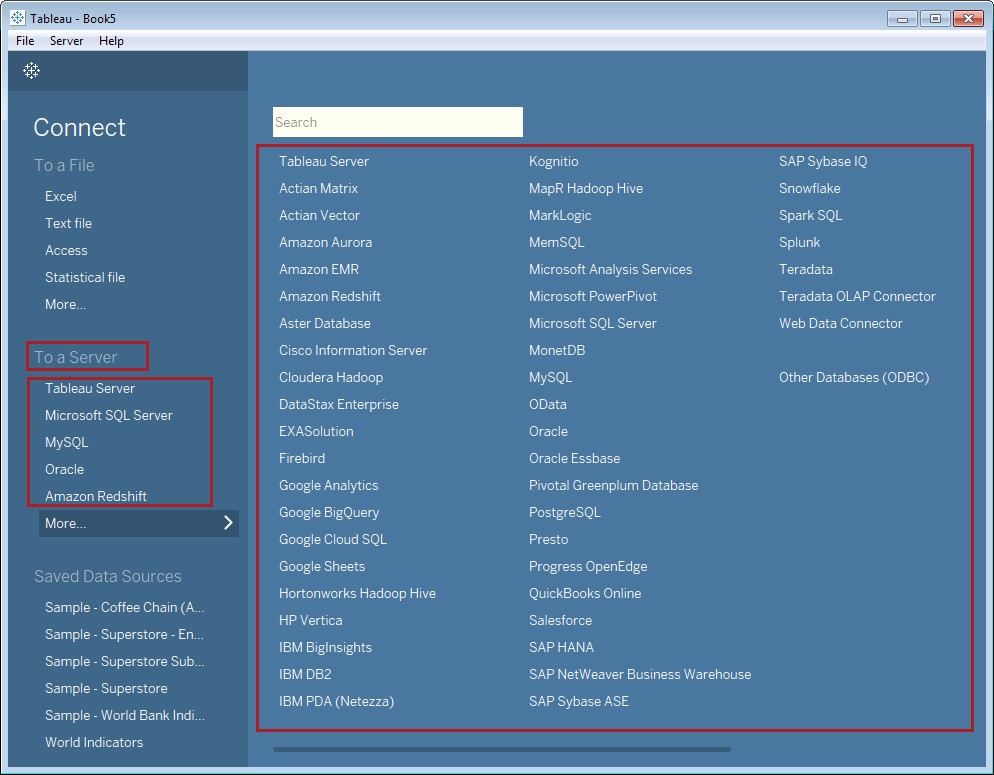 Tableau - Book5
File Server Help
Connect
To a File
Excel
Text file
Access
Statistical file
More...
To a Server
Tableau Server
Microsoft SQL Server
MySQL
Oracle
Amazon Redshift
More...
Saved Data Sources
Sample - Coffee Chain (A...
Sample - Superstore - En...
Sample - Superstore Sub...
Sample - Superstore
Sample - World Bank Indi...
World Indicators
Search
Tableau Server
Actian Matrix
Actian Vector
Amazon Aurora
Amazon EMR
Amazon Redshift
Aster Database
Cisco Information Server
Cloudera Hadoop
DataStax Enterprise
EXASolution
Firebird
Google Analytics
Google BigQuery
Google Cloud SQL
Google Sheets
Hortonworks Hadoop Hive
HP Vertica
IBM BigInsights
IBM DB2
IBM PDA (Netezza)
Kognitio
MapR Hadoop Hive
MarkLogic
MemSQL
Microsoft Analysis Services
Microsoft PowerPivot
Microsoft SQL Server
MonetDB
MySQL
OData
Oracle
Oracle Essbase
Pivotal Greenplum Database
PostgreSQL
Presto
Progress OpenEdge
QuickBooks Online
Salesforce
SAP HANA
SAP NetWeaver Business Warehouse
SAP Sybase ASE
SAP Sybase IQ
Snowflake
Spark SQL
Splunk
Teradata
Teradata OLAP Connector
Web Data Connector
Other Databases (ODBC)